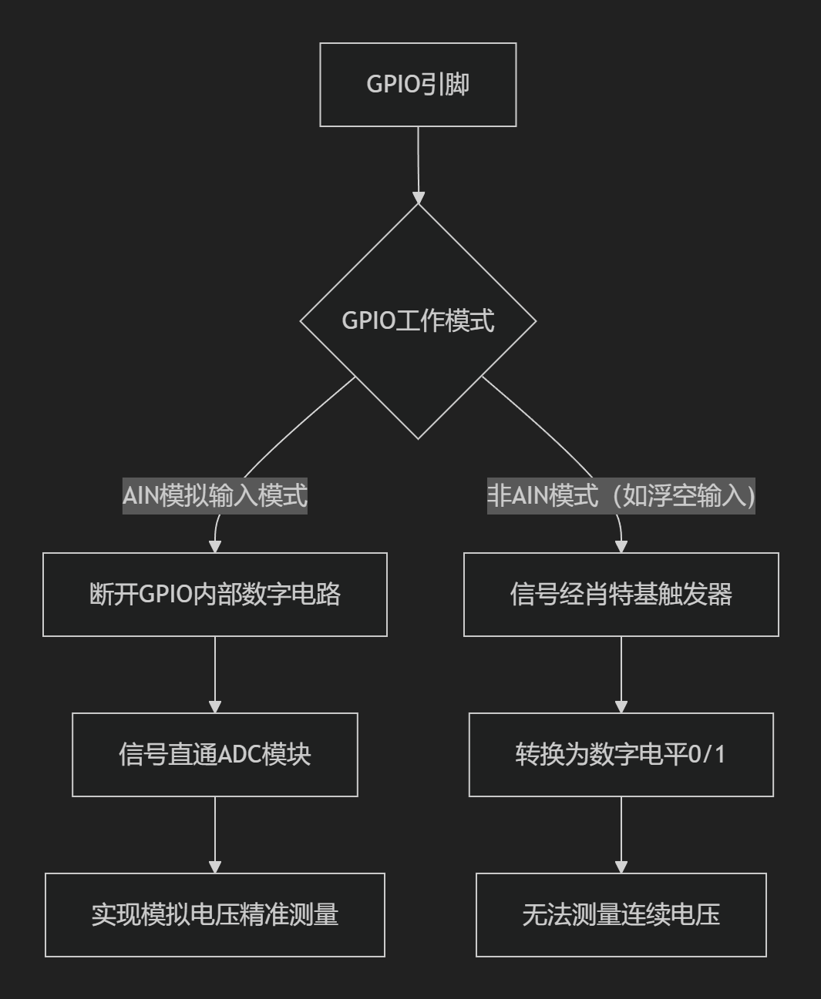 GPIO引脚
GPIO工作模式
AIN模拟输入模式
非AIN模式（如浮空输入)
断开GPIO内部数字电路
信号经肖特基触发器
信号直通ADC模块
转换为数字电平0/1
实现模拟电压精准测量
无法测量连续电压